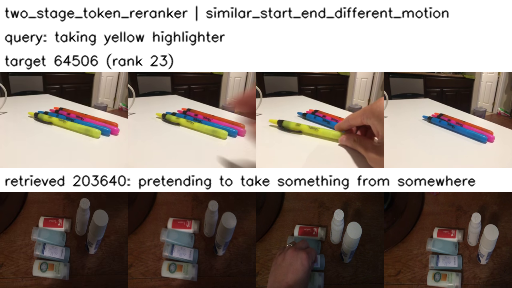 two_stage_token_reranker | similar_start_end_different_motion
query: taking yellow highlighter
target 64506 (rank 23)
retrieved 203640: pretending to take something from somewhere